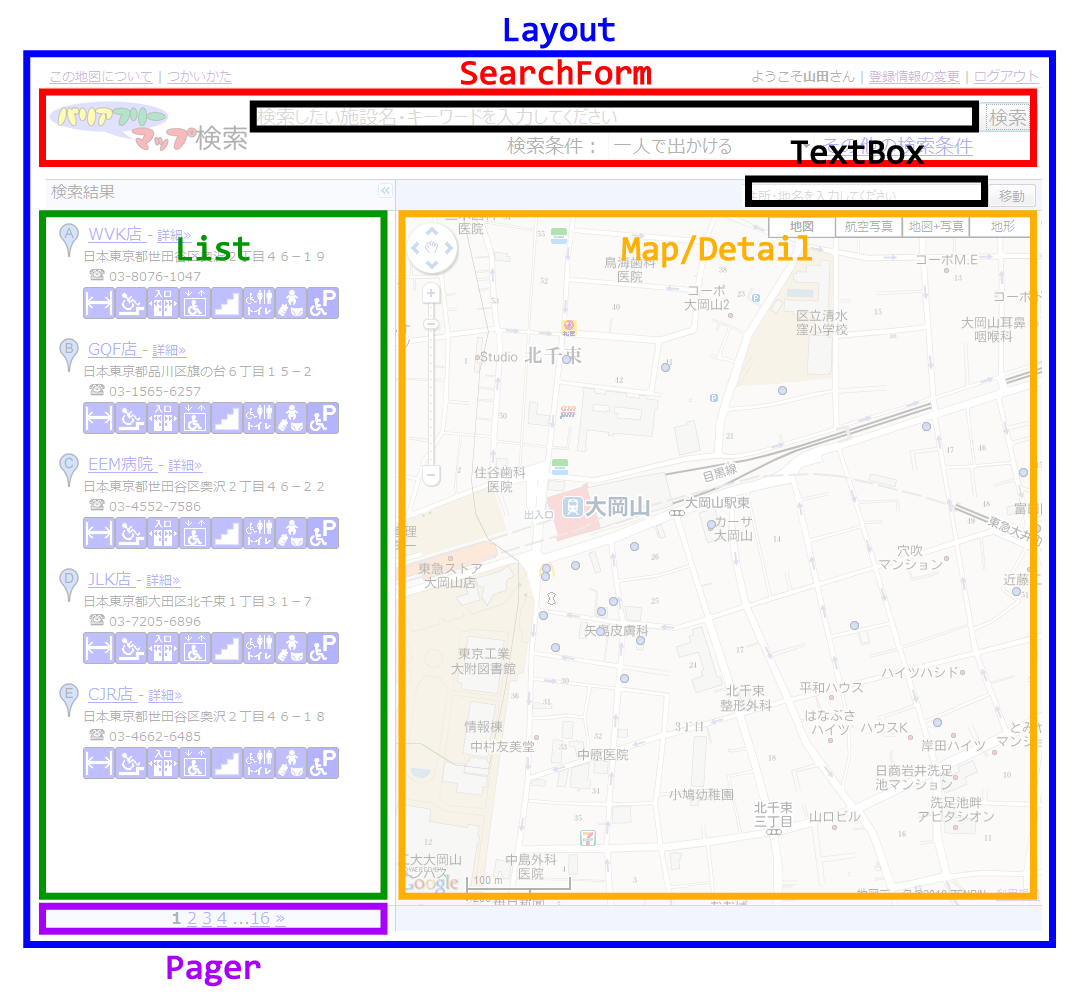 Layout
SearchForm
この地図について | つかいかた
ようこそ山田さん | 登録情報の変更 | ログアウト
バリアフリー
マップ検索
検索したい施設名・キーワードを入力してください
検索
検索条件： 一人で出かける
その他の検索条件
TextBox
検索結果
«
所・地名を入力してください
移動
List
A
WVK店 - 詳細»
日本東京都世田谷区奥沢２丁目４６－１９
☎ 03-8076-1047
入口
トイレ
P
B
GQF店 - 詳細»
日本東京都品川区旗の台６丁目１５－２
☎ 03-1565-6257
入口
トイレ
P
C
EEM病院 - 詳細»
日本東京都世田谷区奥沢２丁目４６－２２
☎ 03-4552-7586
入口
トイレ
P
D
JLK店 - 詳細»
日本東京都大田区北千束１丁目３１－７
☎ 03-7205-6896
入口
トイレ
P
E
CJR店 - 詳細»
日本東京都世田谷区奥沢２丁目４６－１８
☎ 03-4662-6485
入口
トイレ
P
1 2 3 4 ...16 »
Pager
Map/Detail
地図
航空写真
地図+写真
地形
医院
鳥海歯科
医院
コーポ
大岡山2
区立清水
窪小学校
コーポM.E
コーポ
大岡山耳鼻
咽喉科
Studio
北千束
目黒線
住谷歯科
医院
出入口
大岡山
大岡山駅東
カーサ
大岡山
東急大井
東急ストア
大岡山店
穴吹
マンション
近藤
矢島皮膚科
東京工業
大附図書館
ハイツハシド
北千束
整形外科
平和ハウス
はなぶさ
ハイツ
ハウスK
岸田ハイツ
情報棟
中村友美堂
中原医院
3丁目
日商岩井洗足
池マンション
小鳩幼稚園
北千束
三丁目
山口ビル
洗足池畔
アビタシオン
中島外科
医院
工大大岡山
Google
100 m